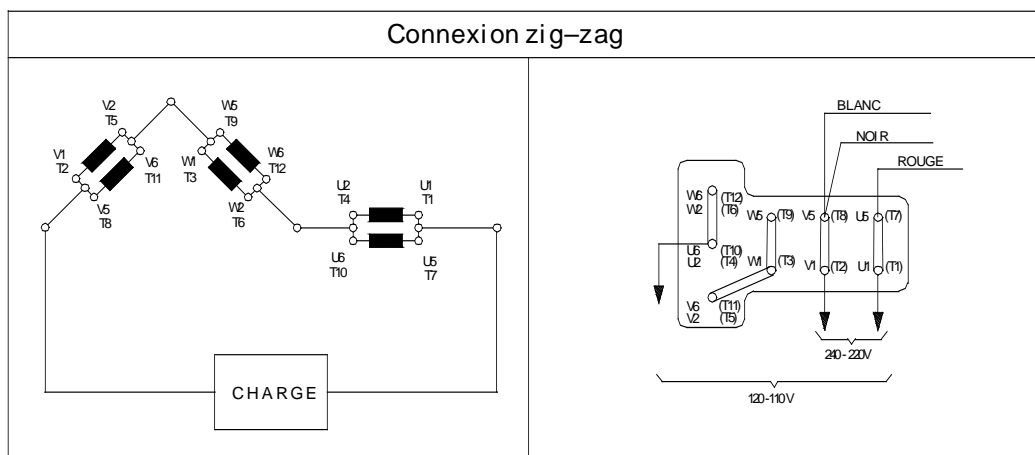 Connexion zig–zag
V2
T5
V1
T2
V6
T11
V5
T8
W5
T9
W1
T3
W6
T12
W2
T6
U2
T4
U1
T1
U6
T10
U5
T7
CHARGE
BLANC
NOIR
ROUGE
W6 (T12)
W2 (T6)
W5 (T9)
V5 (T8)
U5 (T7)
U6 (T10)
U2 (T4)
W1 (T3)
V1 (T2)
U1 (T1)
V6 (T11)
V2 (T5)
240-220V
120-110V